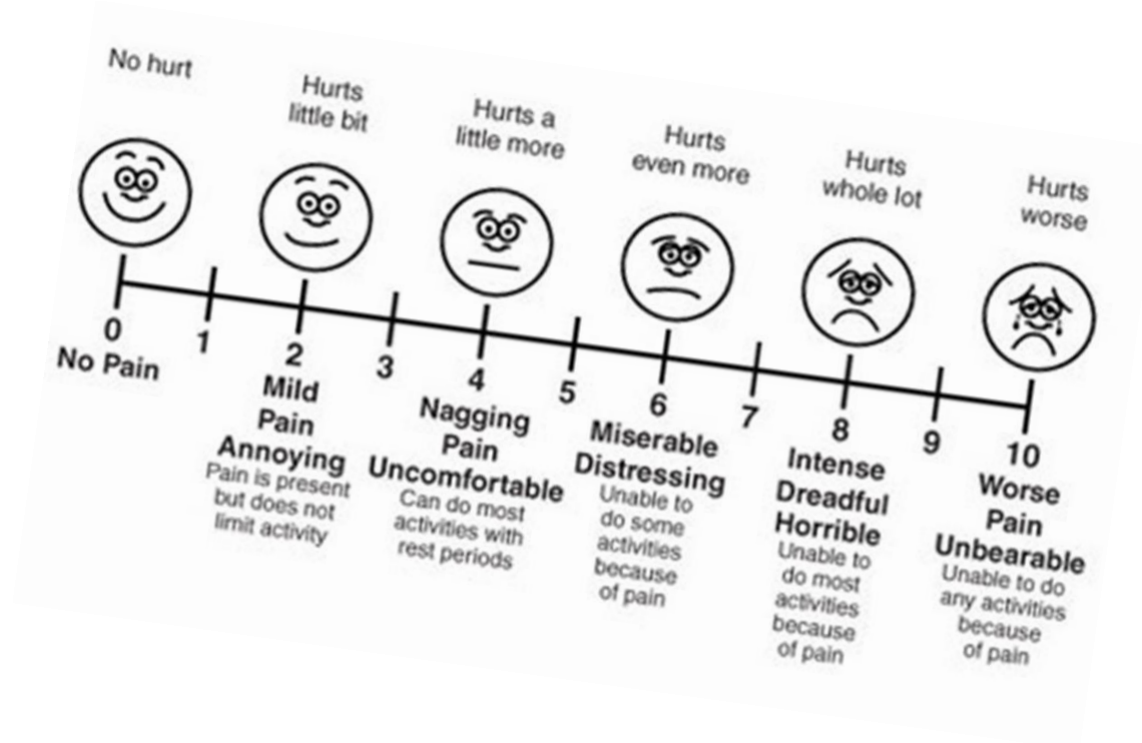 No hurt
Hurts
little bit
Hurts a
little more
Hurts
even more
Hurts
whole lot
Hurts
worse
0
1
2
3
4
5
6
7
8
9
10
No Pain
Mild
Pain
Annoying
Pain is present
but does not
limit activity
Nagging
Pain
Uncomfortable
Can do most
activities with
rest periods
Miserable
Distressing
Unable to
do some
activities
because
of pain
Intense
Dreadful
Horrible
Unable to
do most
activities
because
of pain
Worse
Pain
Unbearable
Unable to do
any activities
because
of pain